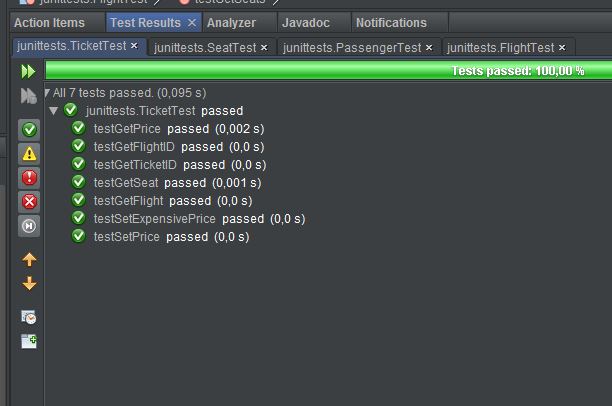 junittests.FlightTest testGetSeats
Action Items Test Results Analyzer Javadoc Notifications
junittests.TicketTest junittests.SeatTest junittests.PassengerTest junittests.FlightTest
Tests passed: 100,00 %
All 7 tests passed. (0,095 s)
junittests.TicketTest passed
testGetPrice passed (0,002 s)
testGetFlightID passed (0,0 s)
testGetTicketID passed (0,0 s)
testGetSeat passed (0,001 s)
testGetFlight passed (0,0 s)
testSetExpensivePrice passed (0,0 s)
testSetPrice passed (0,0 s)